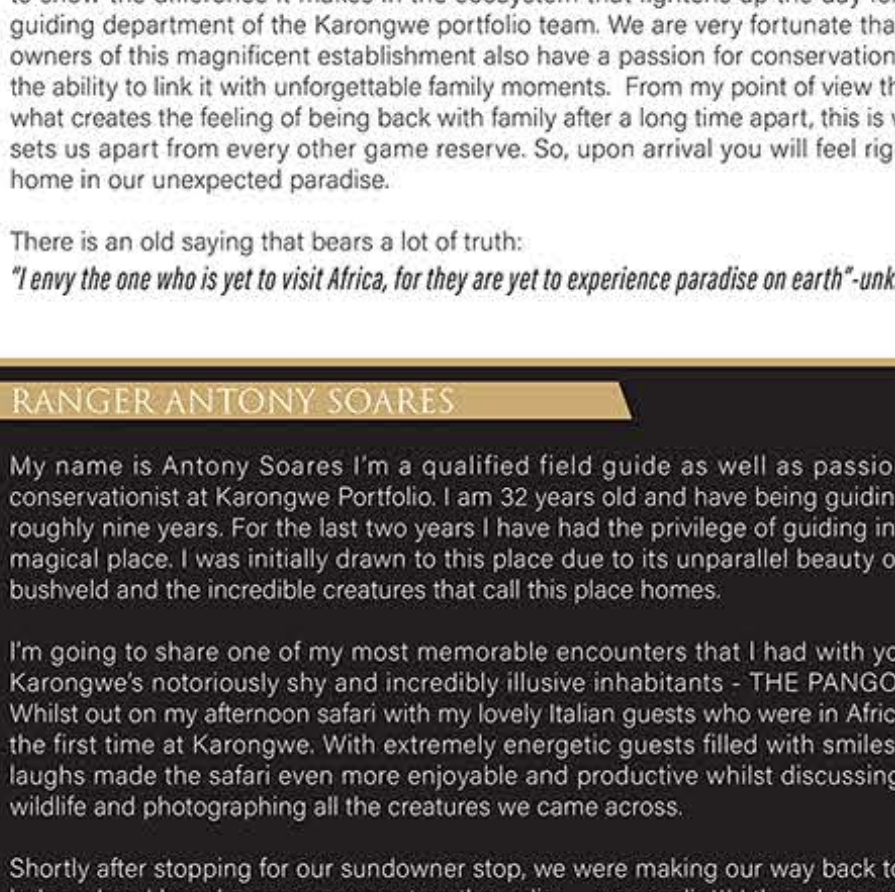 to show the difference it makes in the ecosystem that lightens up the day
guiding department of the Karongwe portfolio team. We are very fortunate tha
owners of this magnificent establishment also have a passion for conservation
the ability to link it with unforgettable family moments. From my point of view th
what creates the feeling of being back with family after a long time apart, this is
sets us apart from every other game reserve. So, upon arrival you will feel rig
home in our unexpected paradise.
There is an old saying that bears a lot of truth:
"I envy the one who is yet to visit Africa, for they are yet to experience paradise on earth"-unk
RANGER ANTONY SOARES
My name is Antony Soares I'm a qualified field guide as well as passio
conservationist at Karongwe Portfolio. I am 32 years old and have being guidin
roughly nine years. For the last two years I have had the privilege of guiding in
magical place. I was initially drawn to this place due to its unparallel beauty o
bushveld and the incredible creatures that call this place homes.
I'm going to share one of my most memorable encounters that I had with yo
Karongwe's notoriously shy and incredibly illusive inhabitants - THE PANGO
Whilst out on my afternoon safari with my lovely Italian guests who were in Afric
the first time at Karongwe. With extremely energetic guests filled with smiles
laughs made the safari even more enjoyable and productive whilst discussing
wildlife and photographing all the creatures we came across.
Shortly after stopping for our sundowner stop, we were making our way back t